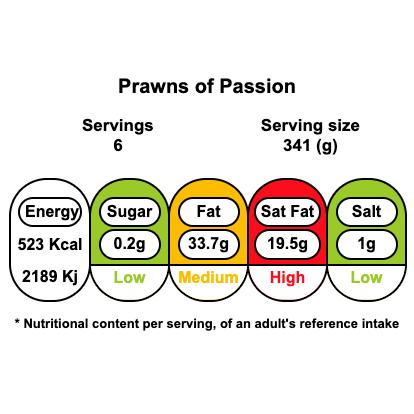 Prawns of Passion
Servings Serving size
6 341 (g)
Energy Sugar Fat Sat Fat Salt
523 Kcal 0.2g 33.7g 19.5g 1g
2189 Kj Low Medium High Low
* Nutritional content per serving, of an adult's reference intake